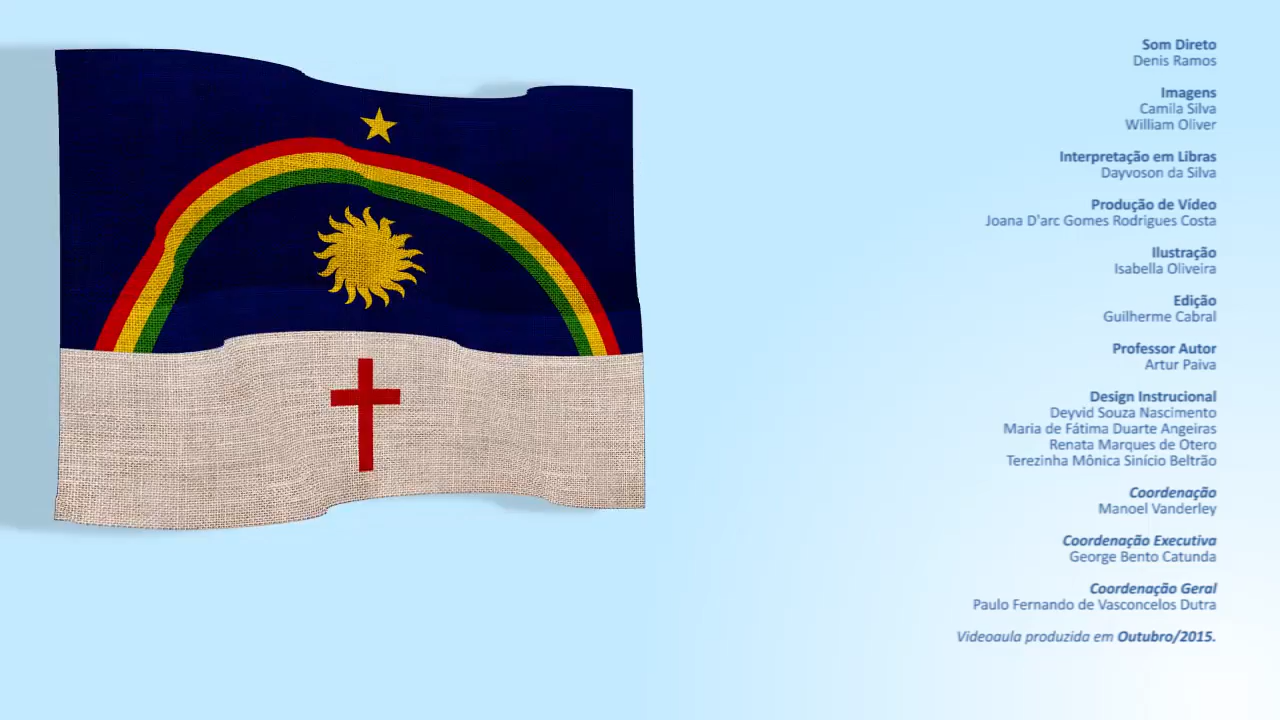 Som Direto
Denis Ramos
Imagens
Camila Silva
William Oliver
Interpretação em Libras
Dayvoson da Silva
Produção de Vídeo
Joana D'arc Gomes Rodrigues Costa
Ilustração
Isabella Oliveira
Edição
Guilherme Cabral
Professor Autor
Artur Paiva
Design Instrucional
Deyvid Souza Nascimento
Maria de Fátima Duarte Angeiras
Renata Marques de Otero
Terezinha Mônica Sinício Beltrão
Coordenação
Manoel Vanderley
Coordenação Executiva
George Bento Catunda
Coordenação Geral
Paulo Fernando de Vasconcelos Dutra
Videoaula produzida em Outubro/2015.